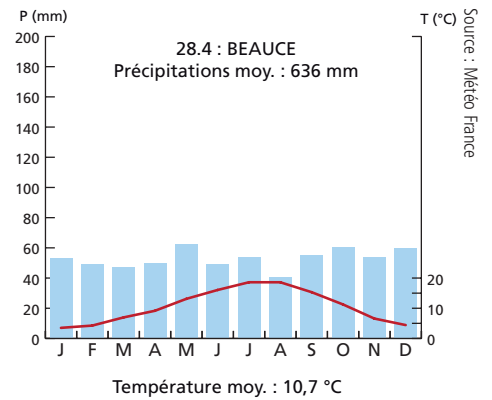 P (mm)
T (°C)
28.4 : BEAUCE
Précipitations moy. : 636 mm
Source : Météo France
200
180
160
140
120
100
80
60
40
20
0
20
10
0
J F M A M J J A S O N D
Température moy. : 10,7 °C